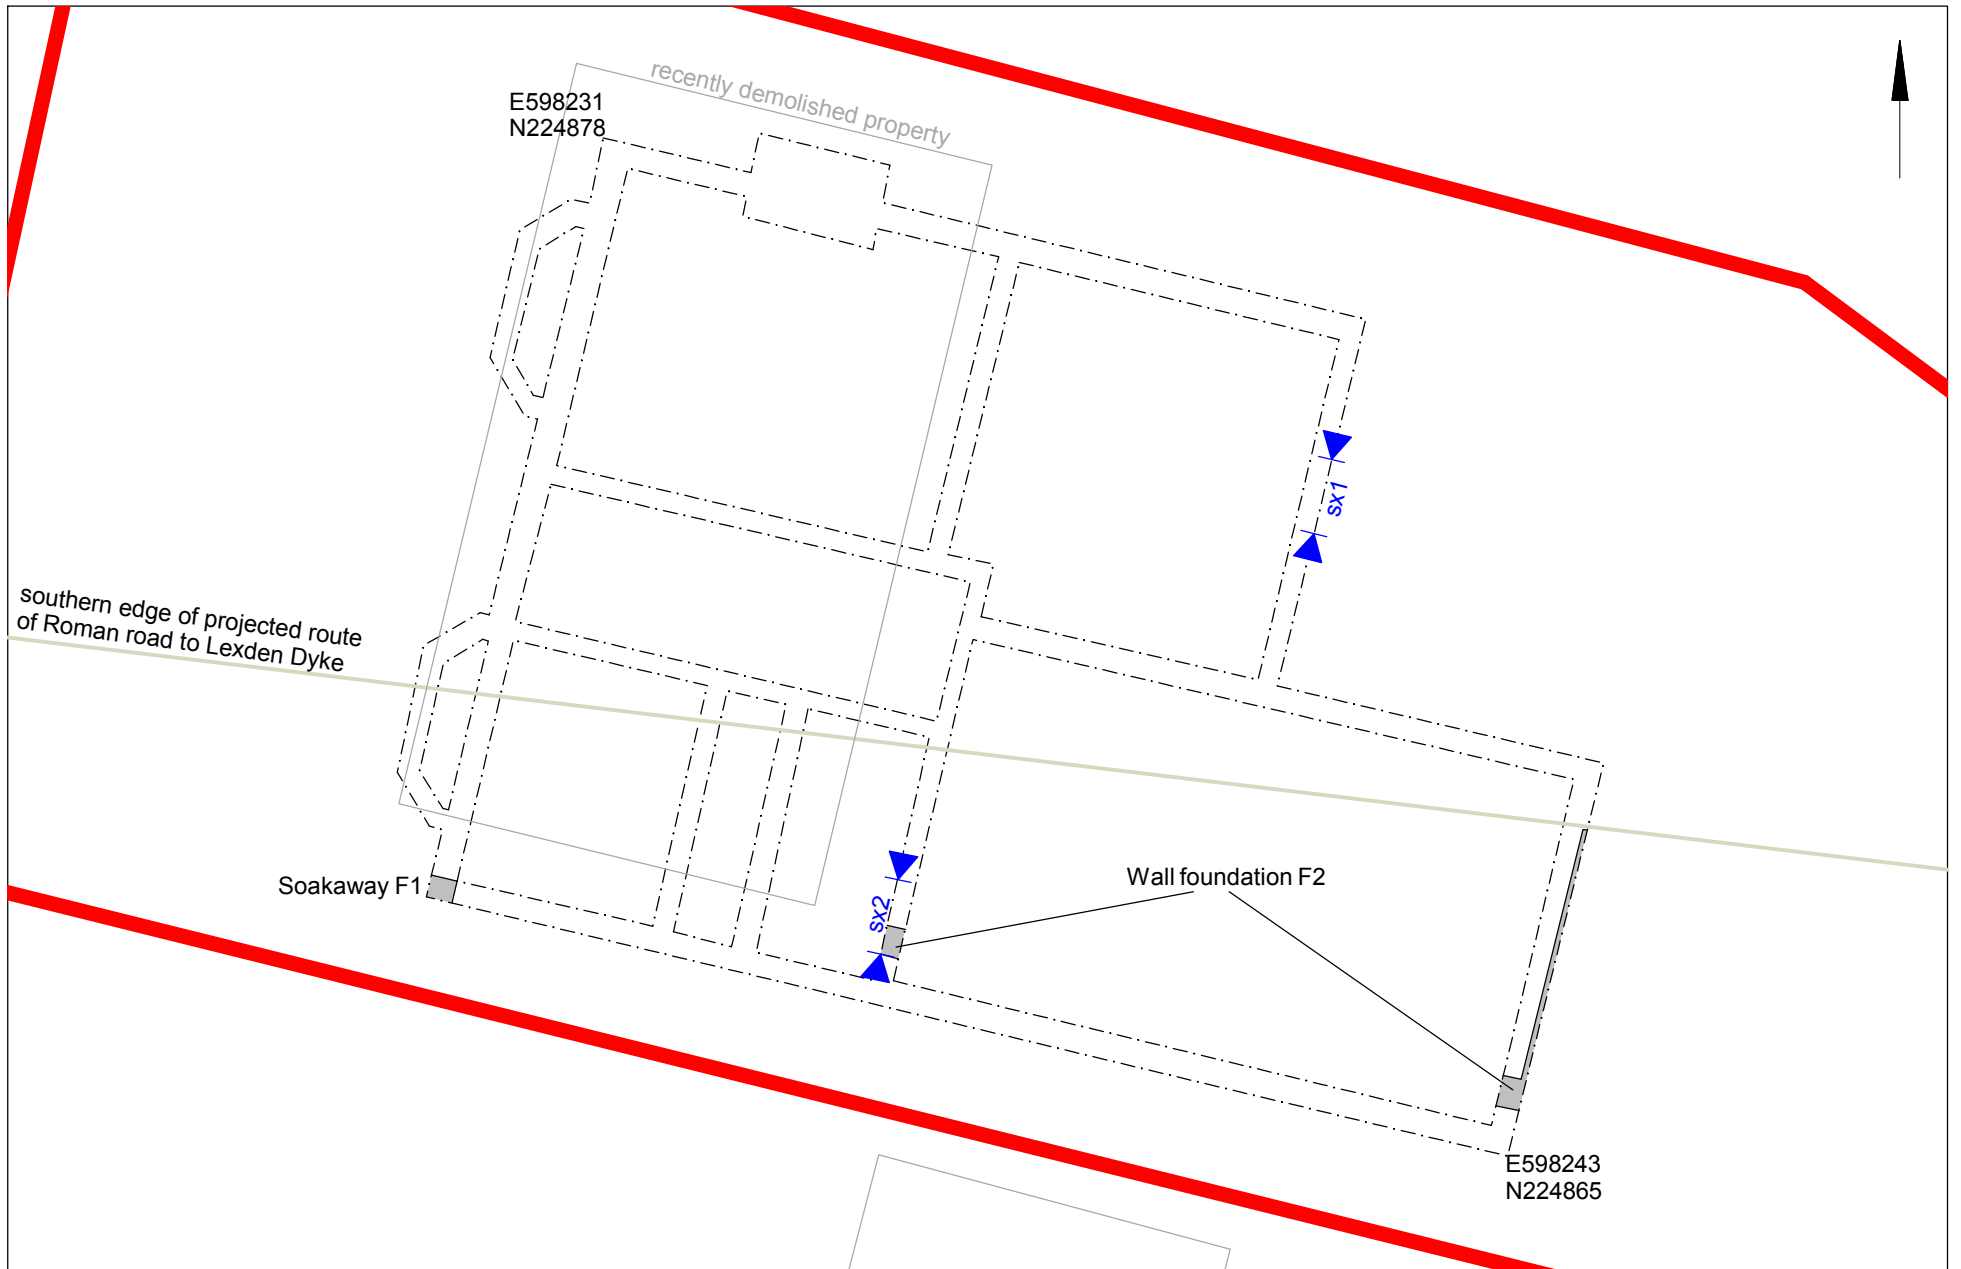 recently demolished property
E598231
N224878
sx1
southern edge of projected route
of Roman road to Lexden Dyke
Soakaway F1
Wall foundation F2
sx2
E598243
N224865